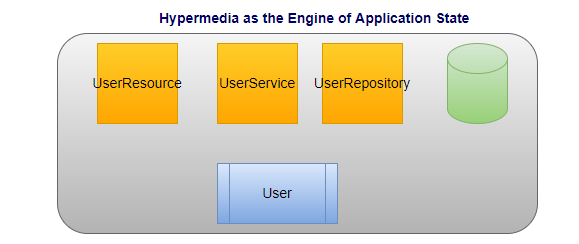 Hypermedia as the Engine of Application State
UserResource
UserService
UserRepository
User